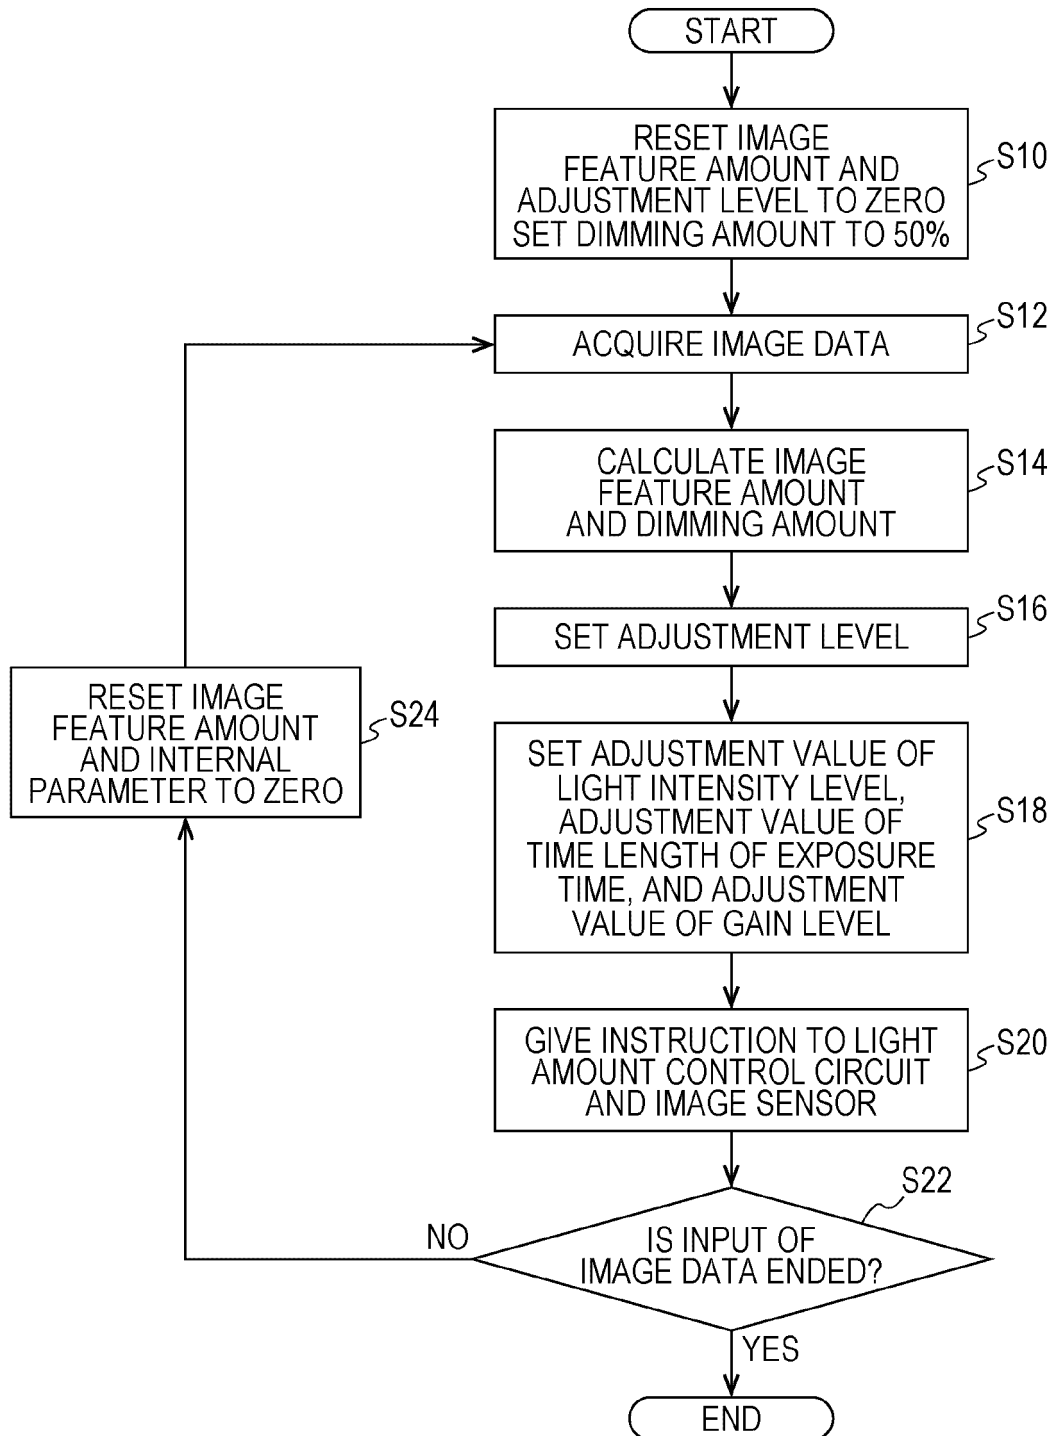 START
RESET IMAGE
FEATURE AMOUNT AND
ADJUSTMENT LEVEL TO ZERO
SET DIMMING AMOUNT TO 50%
S10
ACQUIRE IMAGE DATA
S12
CALCULATE IMAGE
FEATURE AMOUNT
AND DIMMING AMOUNT
S14
SET ADJUSTMENT LEVEL
S16
SET ADJUSTMENT VALUE OF
LIGHT INTENSITY LEVEL,
ADJUSTMENT VALUE OF
TIME LENGTH OF EXPOSURE
TIME, AND ADJUSTMENT
VALUE OF GAIN LEVEL
S18
GIVE INSTRUCTION TO LIGHT
AMOUNT CONTROL CIRCUIT
AND IMAGE SENSOR
S20
IS INPUT OF
IMAGE DATA ENDED?
S22
NO
RESET IMAGE
FEATURE AMOUNT
AND INTERNAL
PARAMETER TO ZERO
S24
YES
END